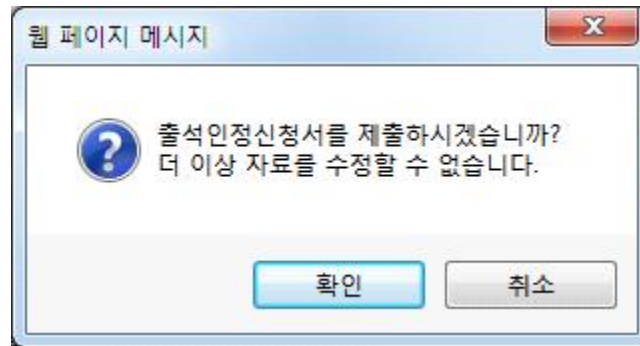 웹 페이지 메시지
출석인정신청서를 제출하시겠습니까?
더 이상 자료를 수정할 수 없습니다.
확인
취소